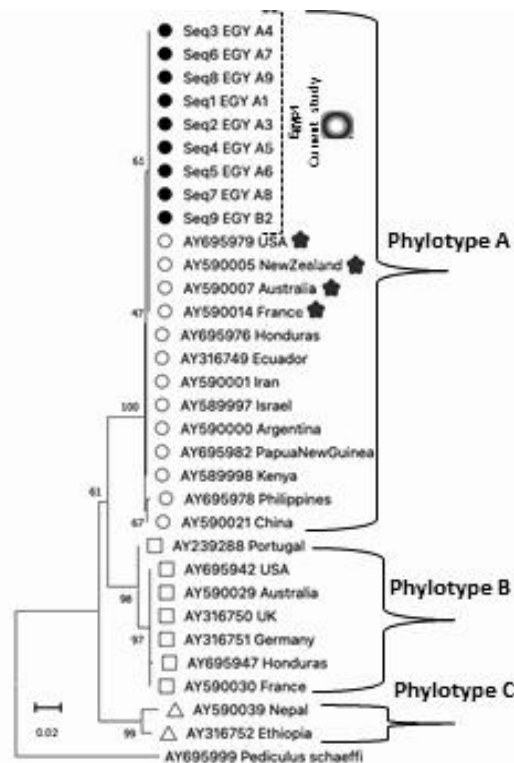 Seq3 EGY A4
Seq6 EGY A7
Seq8 EGY A9
Seq1 EGY A1
Seq2 EGY A3
Seq4 EGY A5
Seq5 EGY A6
Seq7 EGY A8
Seq9 EGY B2
Egypt
Current study
61
AY695979 USA
AY590005 NewZealand
AY590007 Australia
AY590014 France
Phylotype A
47
AY695976 Honduras
AY316749 Ecuador
AY590001 Iran
AY589997 Israel
AY590000 Argentina
AY695982 PapuaNewGuinea
AY589998 Kenya
AY695978 Philippines
AY590021 China
100
67
61
AY239288 Portugal
AY695942 USA
AY590029 Australia
AY316750 UK
AY316751 Germany
AY695947 Honduras
AY590030 France
Phylotype B
98
97
Phylotype C
AY590039 Nepal
AY316752 Ethiopia
99
0.02
AY695999 Pediculus schaeffi